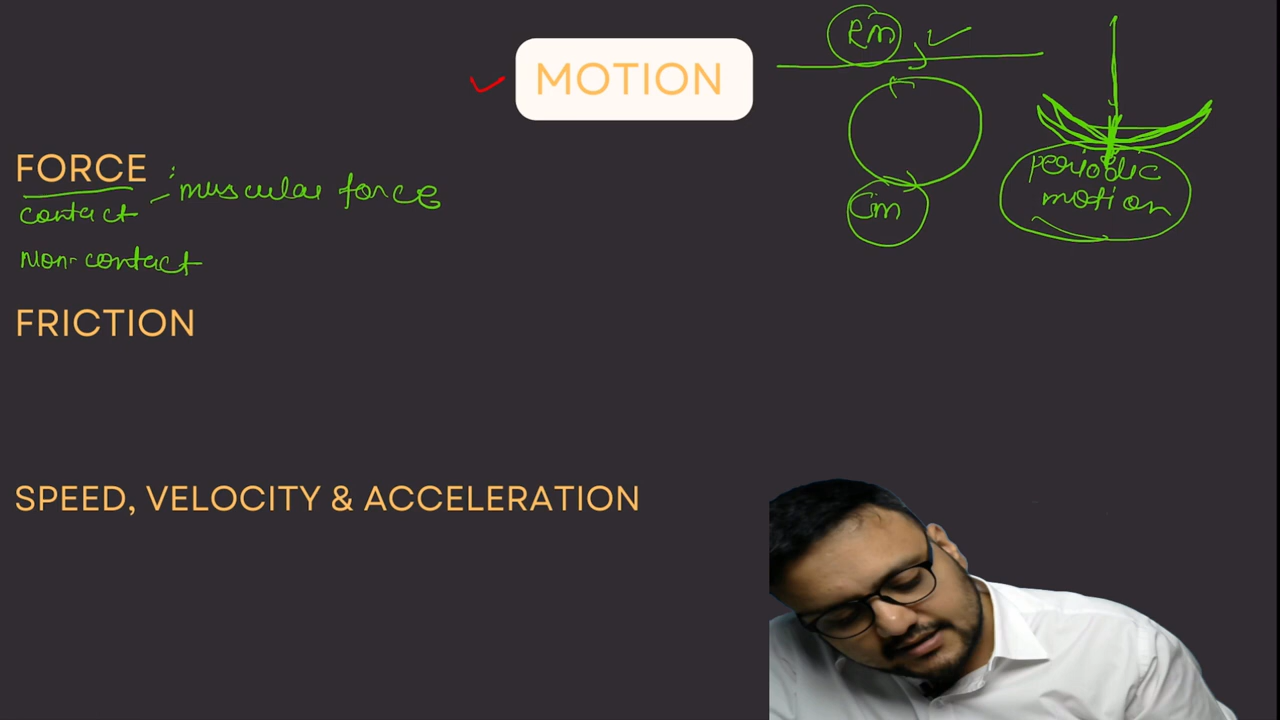 MOTION
Rm
Cm
periodic
motion
FORCE
contact - : muscular force
Non-contact
FRICTION
SPEED, VELOCITY & ACCELERATION